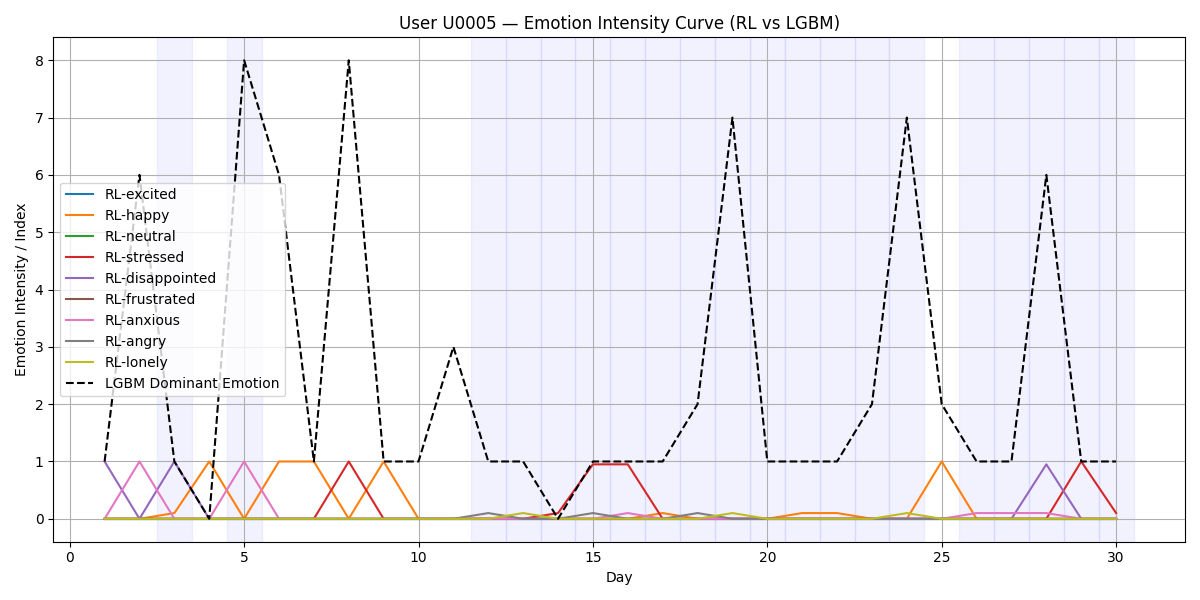 User U0005 — Emotion Intensity Curve (RL vs LGBM)
Emotion Intensity / Index
8
7
6
5
4
3
2
1
0
RL-excited
RL-happy
RL-neutral
RL-stressed
RL-disappointed
RL-frustrated
RL-anxious
RL-angry
RL-lonely
LGBM Dominant Emotion
0
5
10
15
20
25
30
Day